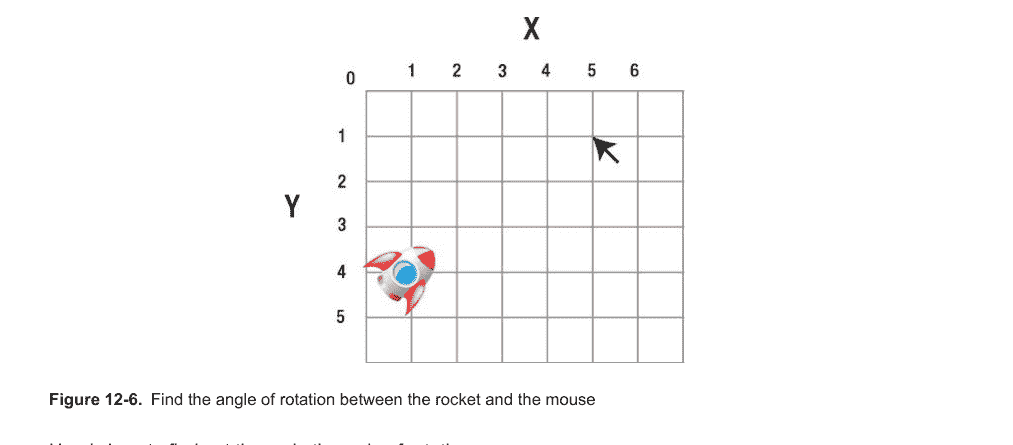 X
0 1 2 3 4 5 6
1
2
Y
3
4
5
Figure 12-6. Find the angle of rotation between the rocket and the mouse